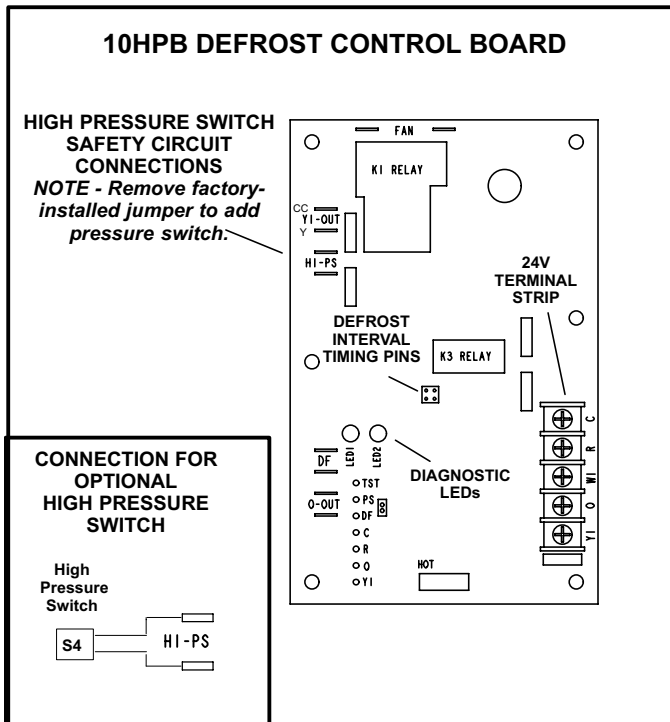 10HPB DEFROST CONTROL BOARD
HIGH PRESSURE SWITCH
SAFETY CIRCUIT
CONNECTIONS
NOTE - Remove factory-
installed jumper to add
pressure switch.
FAN
K1 RELAY
CC
Y1-OUT
Y
HI-PS
24V
TERMINAL
STRIP
DEFROST
INTERVAL
TIMING PINS
K3 RELAY
C
R
W1
O
Y1
LED1
LED2
DIAGNOSTIC
LEDs
DF
O-OUT
TST
PS
DF
C
R
O
Y1
HOT
CONNECTION FOR
OPTIONAL
HIGH PRESSURE
SWITCH
High
Pressure
Switch
S4
HI-PS